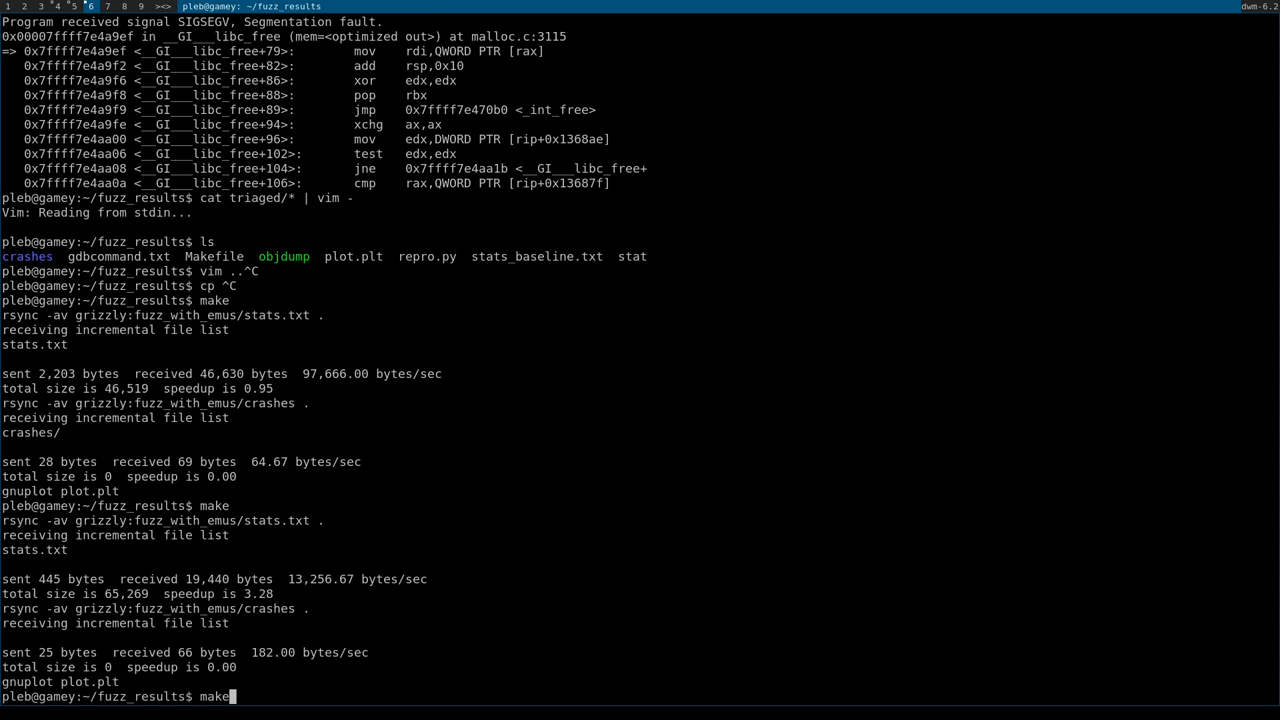 1 2 3 4 5 6 7 8 9 ><> pleb@gamey: ~/fuzz_results dwm-6.2
Program received signal SIGSEGV, Segmentation fault.
0x00007ffff7e4a9ef in __GI___libc_free (mem=<optimized out>) at malloc.c:3115
=> 0x7ffff7e4a9ef <__GI___libc_free+79>: mov rdi,QWORD PTR [rax]
0x7ffff7e4a9f2 <__GI___libc_free+82>: add rsp,0x10
0x7ffff7e4a9f6 <__GI___libc_free+86>: xor edx,edx
0x7ffff7e4a9f8 <__GI___libc_free+88>: pop rbx
0x7ffff7e4a9f9 <__GI___libc_free+89>: jmp 0x7ffff7e470b0 <_int_free>
0x7ffff7e4a9fe <__GI___libc_free+94>: xchg ax,ax
0x7ffff7e4aa00 <__GI___libc_free+96>: mov edx,DWORD PTR [rip+0x1368ae]
0x7ffff7e4aa06 <__GI___libc_free+102>: test edx,edx
0x7ffff7e4aa08 <__GI___libc_free+104>: jne 0x7ffff7e4aa1b <__GI___libc_free+
0x7ffff7e4aa0a <__GI___libc_free+106>: cmp rax,QWORD PTR [rip+0x13687f]
pleb@gamey:~/fuzz_results$ cat triaged/* | vim -
Vim: Reading from stdin...
pleb@gamey:~/fuzz_results$ ls
crashes gdbcommand.txt Makefile objdump plot.plt repro.py stats_baseline.txt stat
pleb@gamey:~/fuzz_results$ vim ..^C
pleb@gamey:~/fuzz_results$ cp ^C
pleb@gamey:~/fuzz_results$ make
rsync -av grizzly:fuzz_with_emus/stats.txt .
receiving incremental file list
stats.txt
sent 2,203 bytes received 46,630 bytes 97,666.00 bytes/sec
total size is 46,519 speedup is 0.95
rsync -av grizzly:fuzz_with_emus/crashes .
receiving incremental file list
crashes/
sent 28 bytes received 69 bytes 64.67 bytes/sec
total size is 0 speedup is 0.00
gnuplot plot.plt
pleb@gamey:~/fuzz_results$ make
rsync -av grizzly:fuzz_with_emus/stats.txt .
receiving incremental file list
stats.txt
sent 445 bytes received 19,440 bytes 13,256.67 bytes/sec
total size is 65,269 speedup is 3.28
rsync -av grizzly:fuzz_with_emus/crashes .
receiving incremental file list
sent 25 bytes received 66 bytes 182.00 bytes/sec
total size is 0 speedup is 0.00
gnuplot plot.plt
pleb@gamey:~/fuzz_results$ make